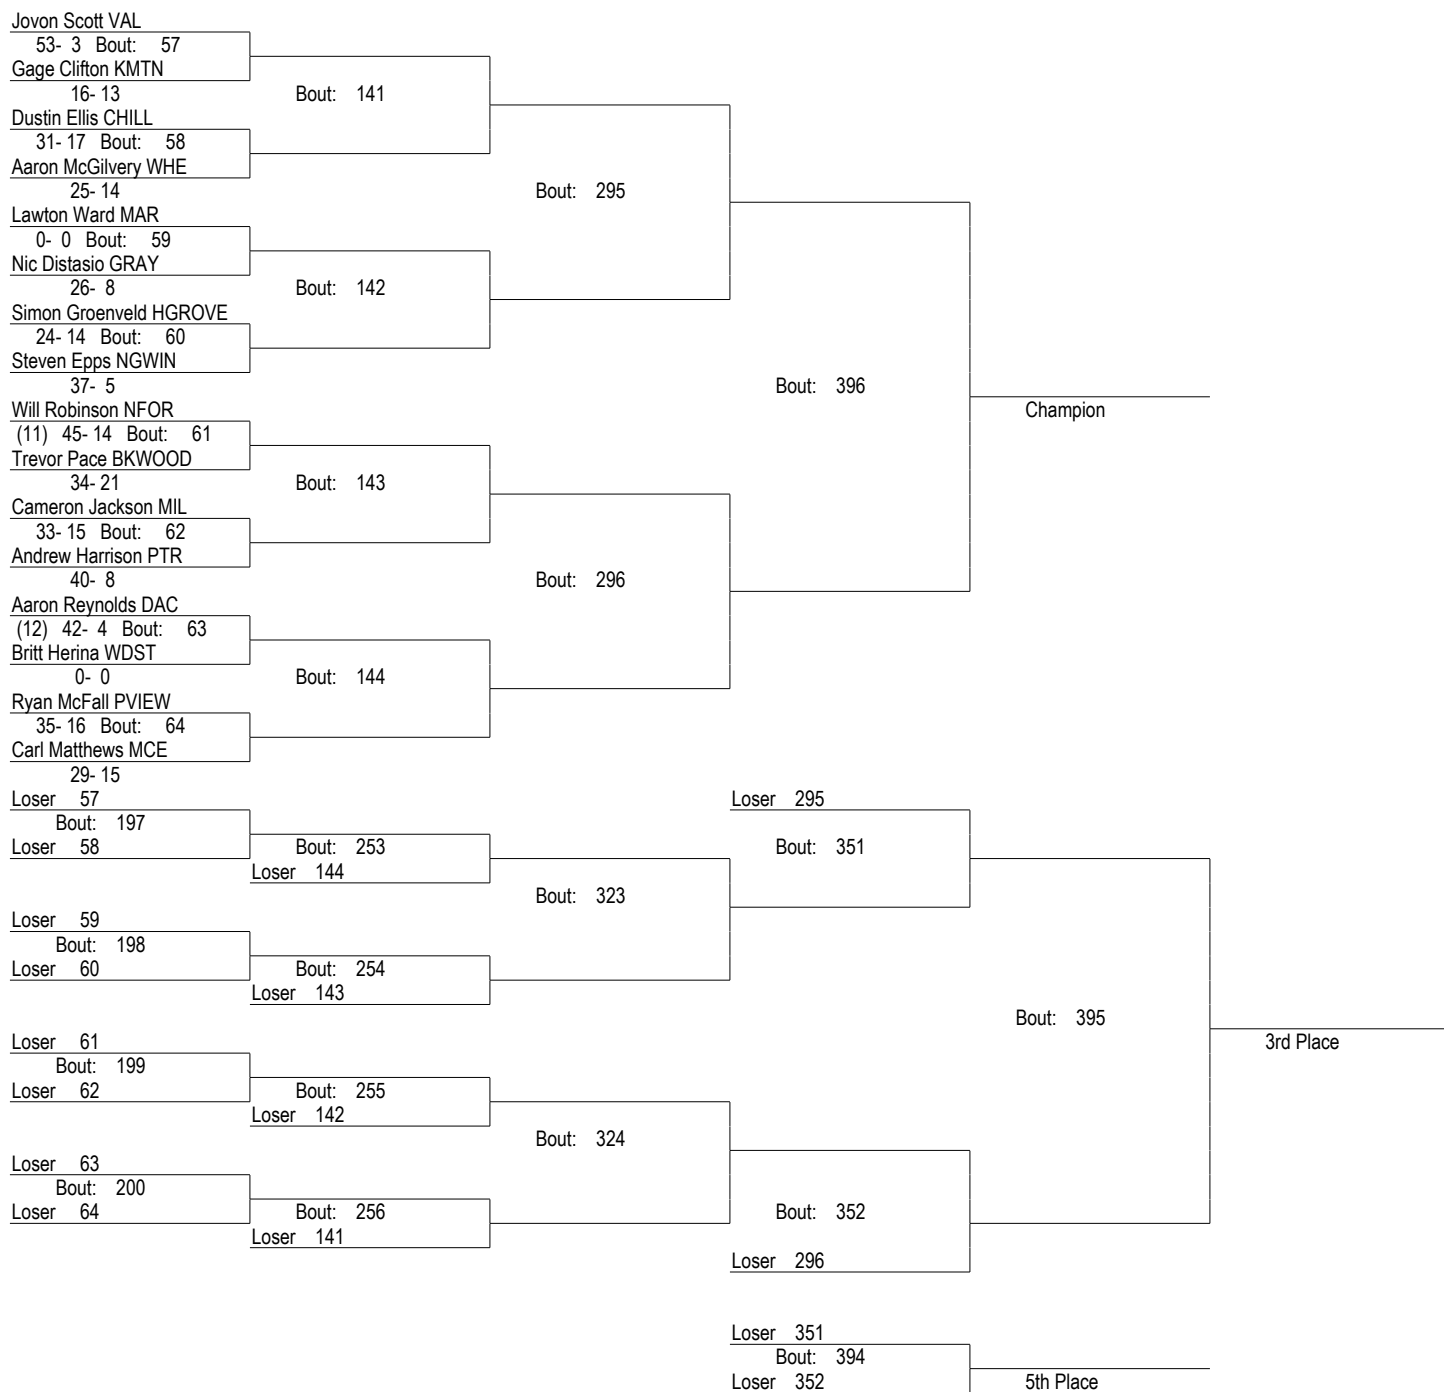 Jovon Scott VAL
53- 3 Bout: 57
Gage Clifton KMTN
16- 13 Bout: 141
Dustin Ellis CHILL
31- 17 Bout: 58
Aaron McGilvery WHE
25- 14 Bout: 295
Lawton Ward MAR
0- 0 Bout: 59
Nic Distasio GRAY
26- 8 Bout: 142
Simon Groenveld HGROVE
24- 14 Bout: 60
Steven Epps NGWIN
37- 5 Bout: 396
Will Robinson NFOR Champion
(11) 45- 14 Bout: 61
Trevor Pace BKWOOD
34- 21 Bout: 143
Cameron Jackson MIL
33- 15 Bout: 62
Andrew Harrison PTR
40- 8 Bout: 296
Aaron Reynolds DAC
(12) 42- 4 Bout: 63
Britt Herina WDST
0- 0 Bout: 144
Ryan McFall PVIEW
35- 16 Bout: 64
Carl Matthews MCE
29- 15
Loser 57 Loser 295
Bout: 197
Loser 58 Bout: 253 Bout: 351
Loser 144
Bout: 323
Loser 59
Bout: 198
Loser 60 Bout: 254
Loser 143
Bout: 395
Loser 61 3rd Place
Bout: 199
Loser 62 Bout: 255
Loser 142
Bout: 324
Loser 63
Bout: 200
Loser 64 Bout: 256 Bout: 352
Loser 141
Loser 296
Loser 351
Bout: 394
Loser 352 5th Place